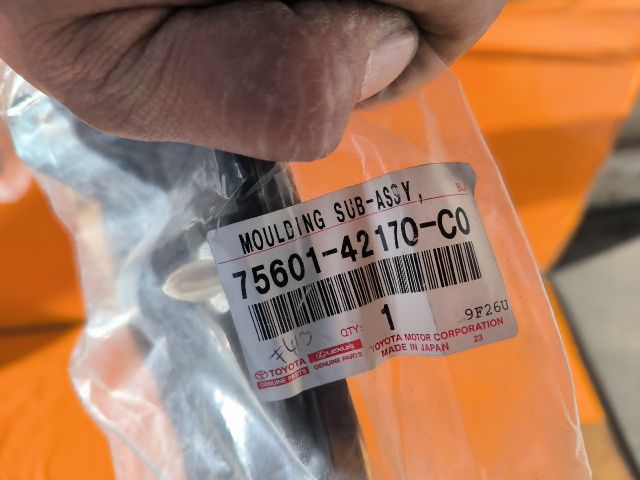 MOULDING SUB-ASSY,
75601-42170-C0
QTY: 1
9F26U
TOYOTA
GENUINE PARTS
LEXUS
GENUINE PARTS
TOYOTA MOTOR CORPORATION
MADE IN JAPAN
23